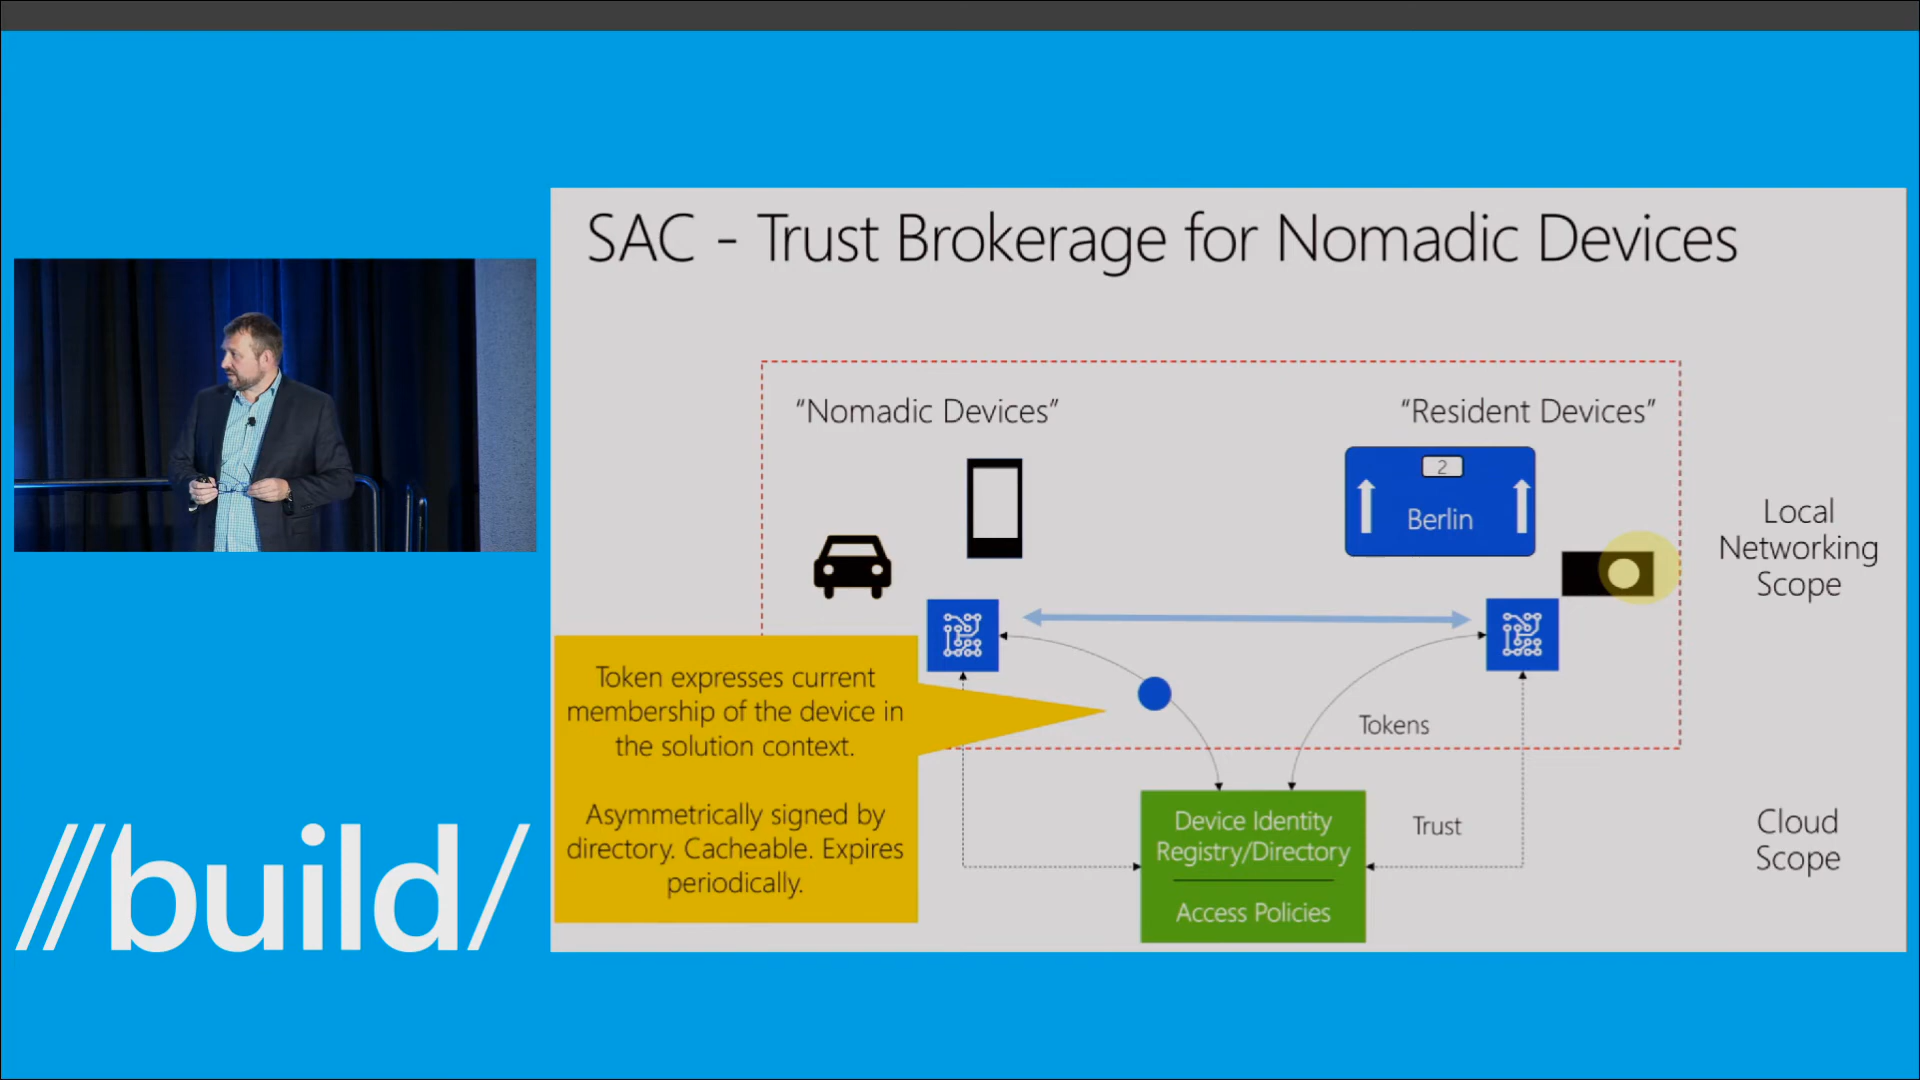 SAC - Trust Brokerage for Nomadic Devices
“Nomadic Devices”
“Resident Devices”
2
Berlin
Local
Networking
Scope
Token expresses current
membership of the device in
the solution context.
Asymmetrically signed by
directory. Cacheable. Expires
periodically.
Tokens
Device Identity
Registry/Directory
Access Policies
Trust
Cloud
Scope
//build/